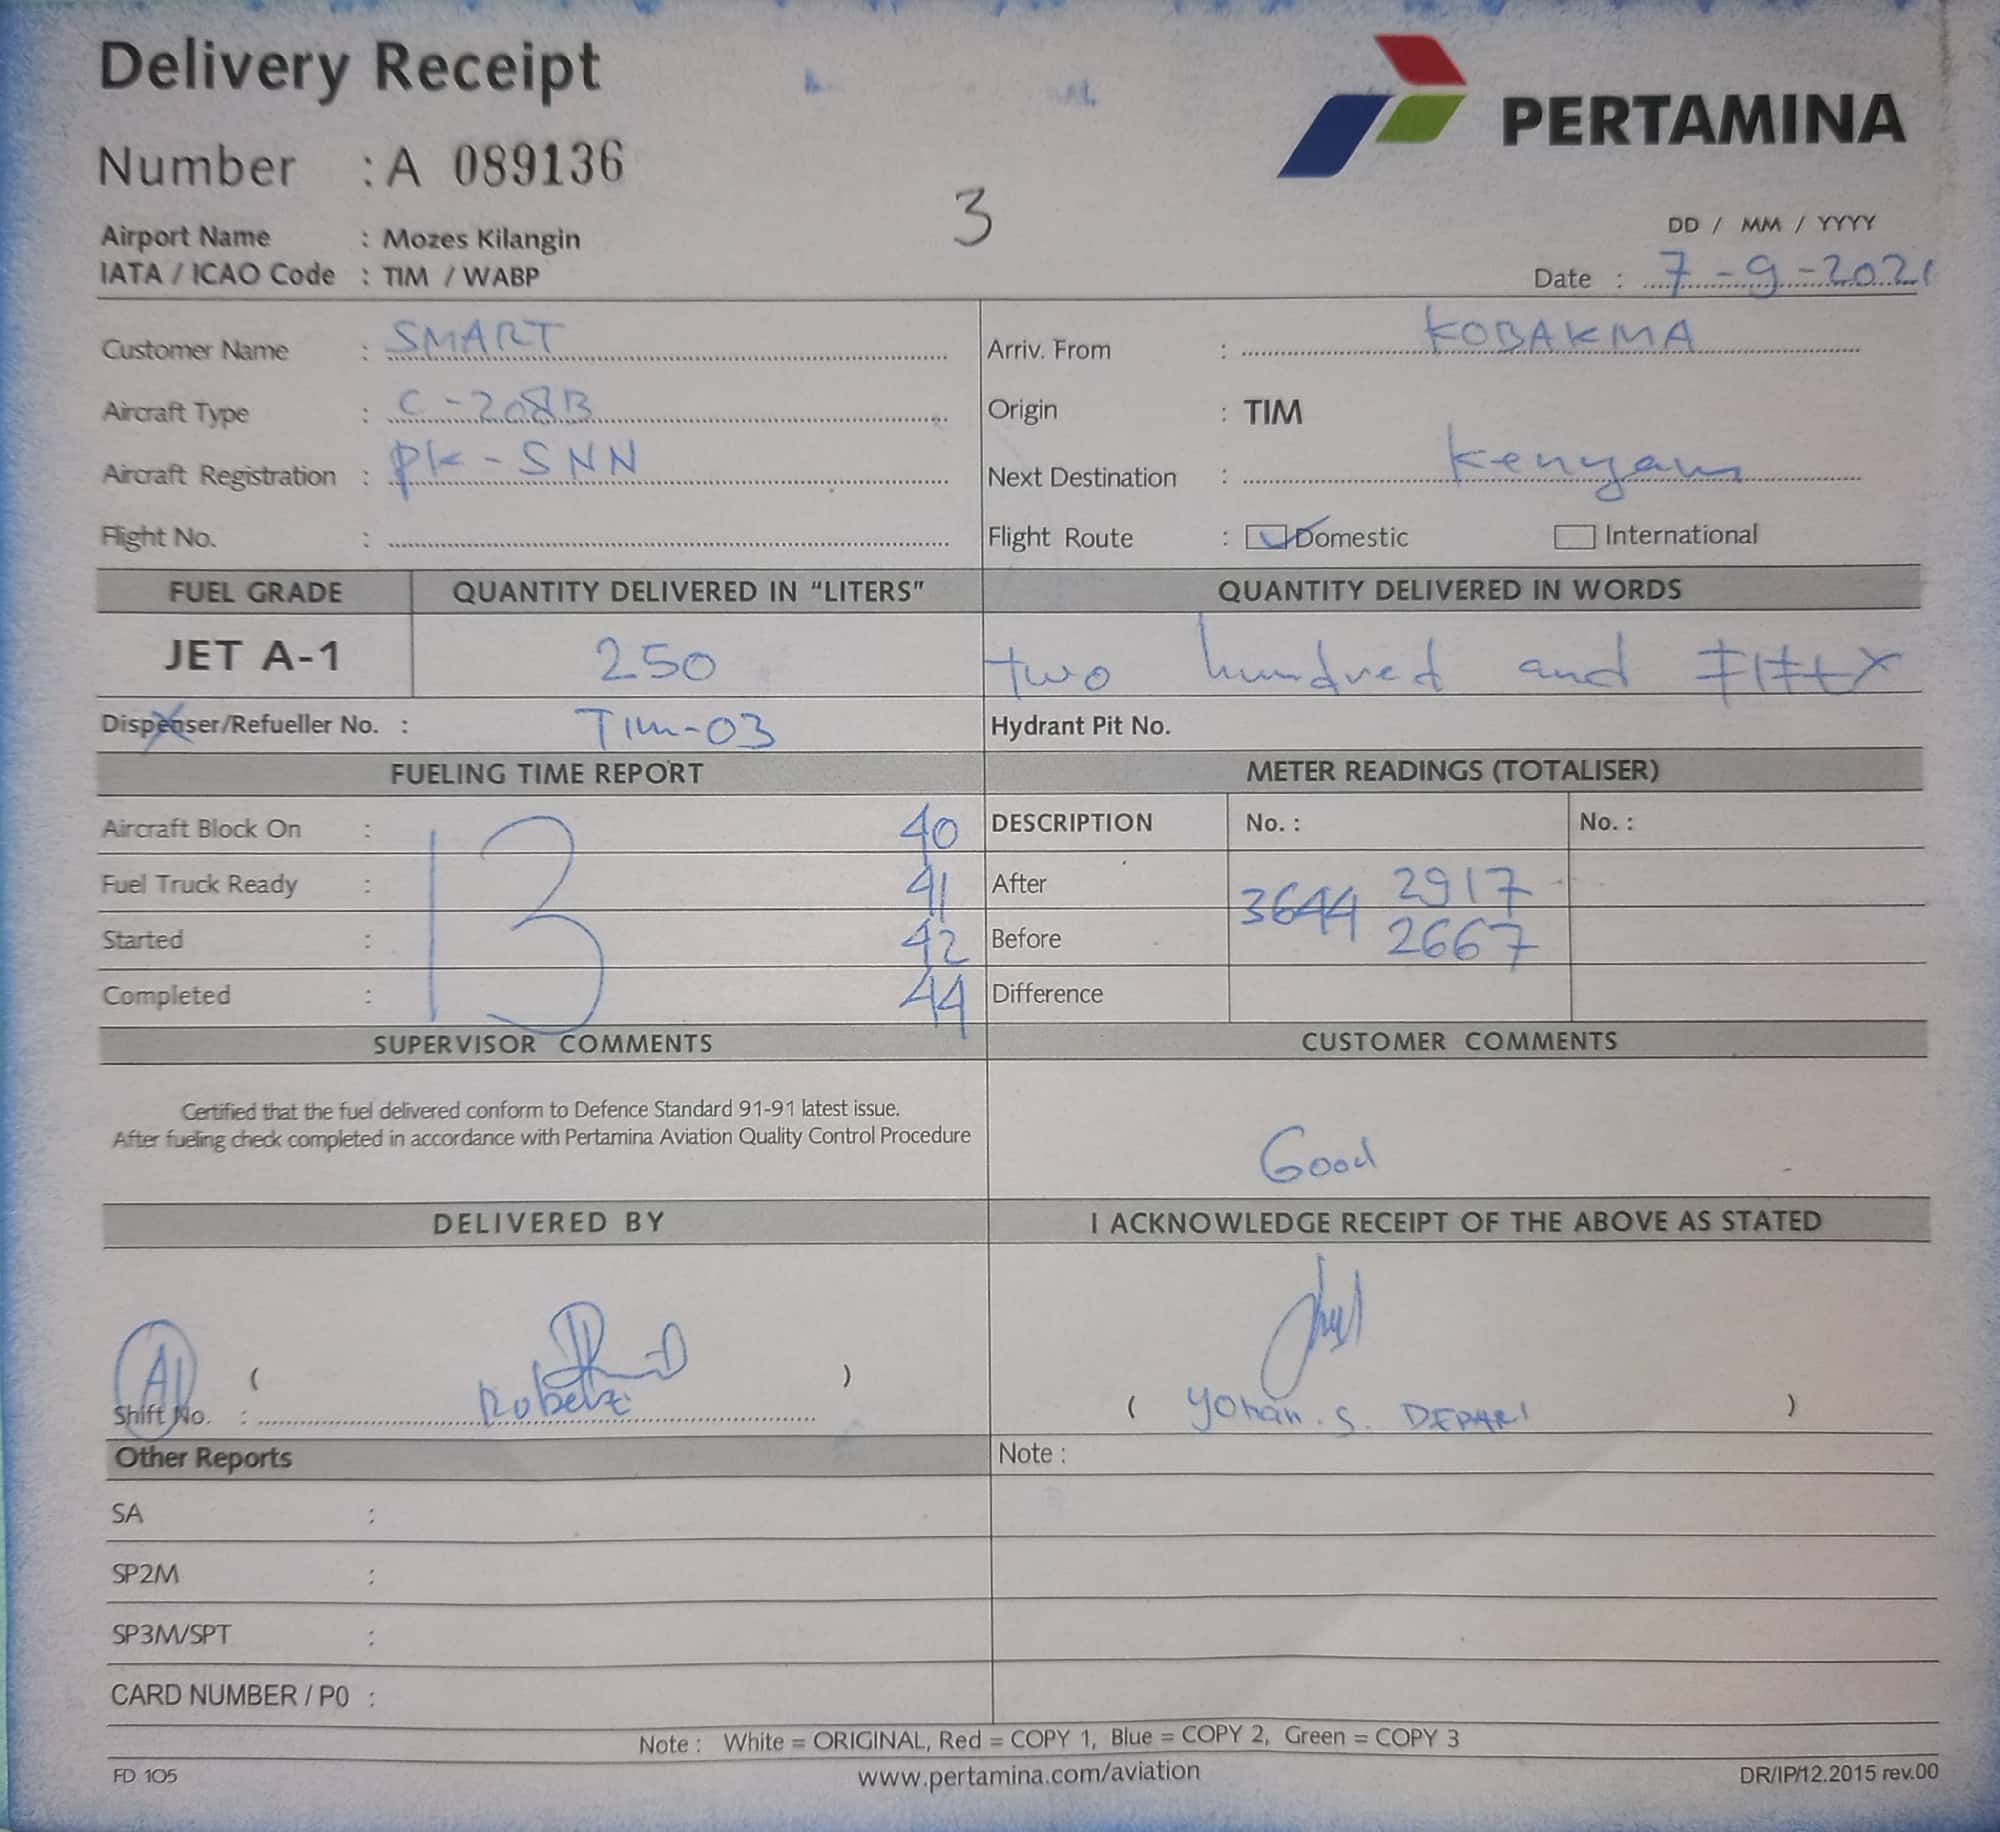 Delivery Receipt
PERTAMINA
Number : A 089136
3
Airport Name : Mozes Kilangin
IATA / ICAO Code : TIM / WABP
DD / MM / YYYY
Date : 7-9-2021
Customer Name : SMART
Arriv. From : KOBAKMA
Aircraft Type : C-208B
Origin : TIM
Aircraft Registration : PK-SNN
Next Destination : Kenyam
Flight No. :
Flight Route : Domestic International
FUEL GRADE QUANTITY DELIVERED IN “LITERS” QUANTITY DELIVERED IN WORDS
JET A-1 250 two hundred and FIFTY
Dispenser/Refueller No. : TIM-03 Hydrant Pit No.
FUELING TIME REPORT METER READINGS (TOTALISER)
Aircraft Block On : 13 40 DESCRIPTION No. : No. :
Fuel Truck Ready : 41 After 3644 2917
Started : 42 Before 2667
Completed : 44 Difference
SUPERVISOR COMMENTS CUSTOMER COMMENTS
Certified that the fuel delivered conform to Defence Standard 91-91 latest issue.
After fueling check completed in accordance with Pertamina Aviation Quality Control Procedure
Good
DELIVERED BY I ACKNOWLEDGE RECEIPT OF THE ABOVE AS STATED
( )
Shift No. :
( Yohan. S. DEPARI )
Other Reports Note :
SA :
SP2M :
SP3M/SPT :
CARD NUMBER / P0 :
Note : White = ORIGINAL, Red = COPY 1, Blue = COPY 2, Green = COPY 3
FD 105 www.pertamina.com/aviation DR/IP/12.2015 rev.00